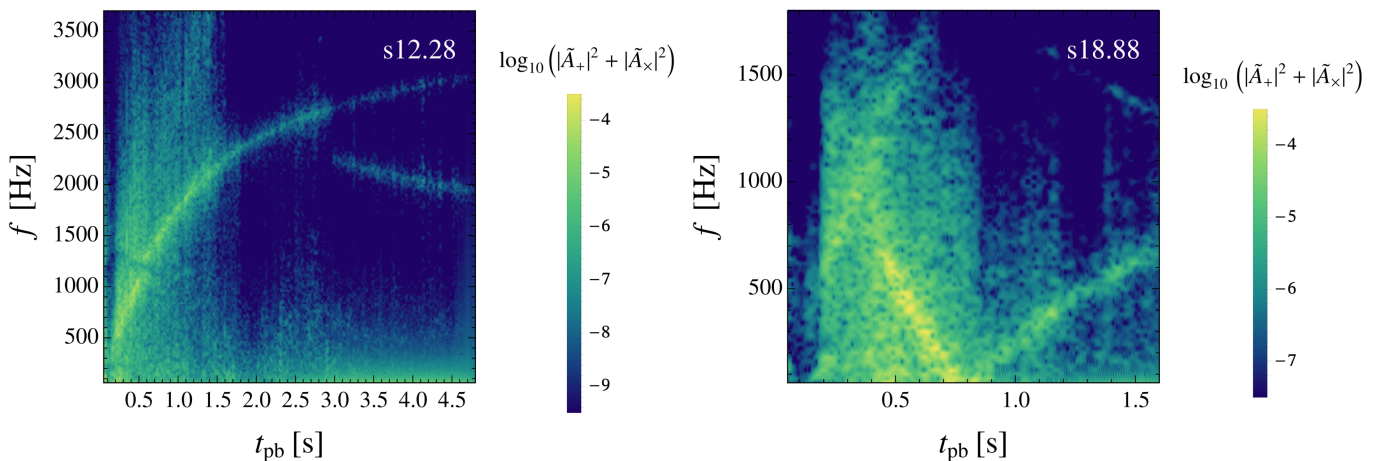 s12.28
3500
3000
2500
2000
1500
1000
500
f [Hz]
0.5 1.0 1.5 2.0 2.5 3.0 3.5 4.0 4.5
t_pb [s]
log₁₀(|Ã₊|² + |Ã×|²)
−4
−5
−6
−7
−8
−9
s18.88
1500
1000
500
f [Hz]
0.5 1.0 1.5
t_pb [s]
log₁₀ (|Ã₊|² + |Ã×|²)
−4
−5
−6
−7